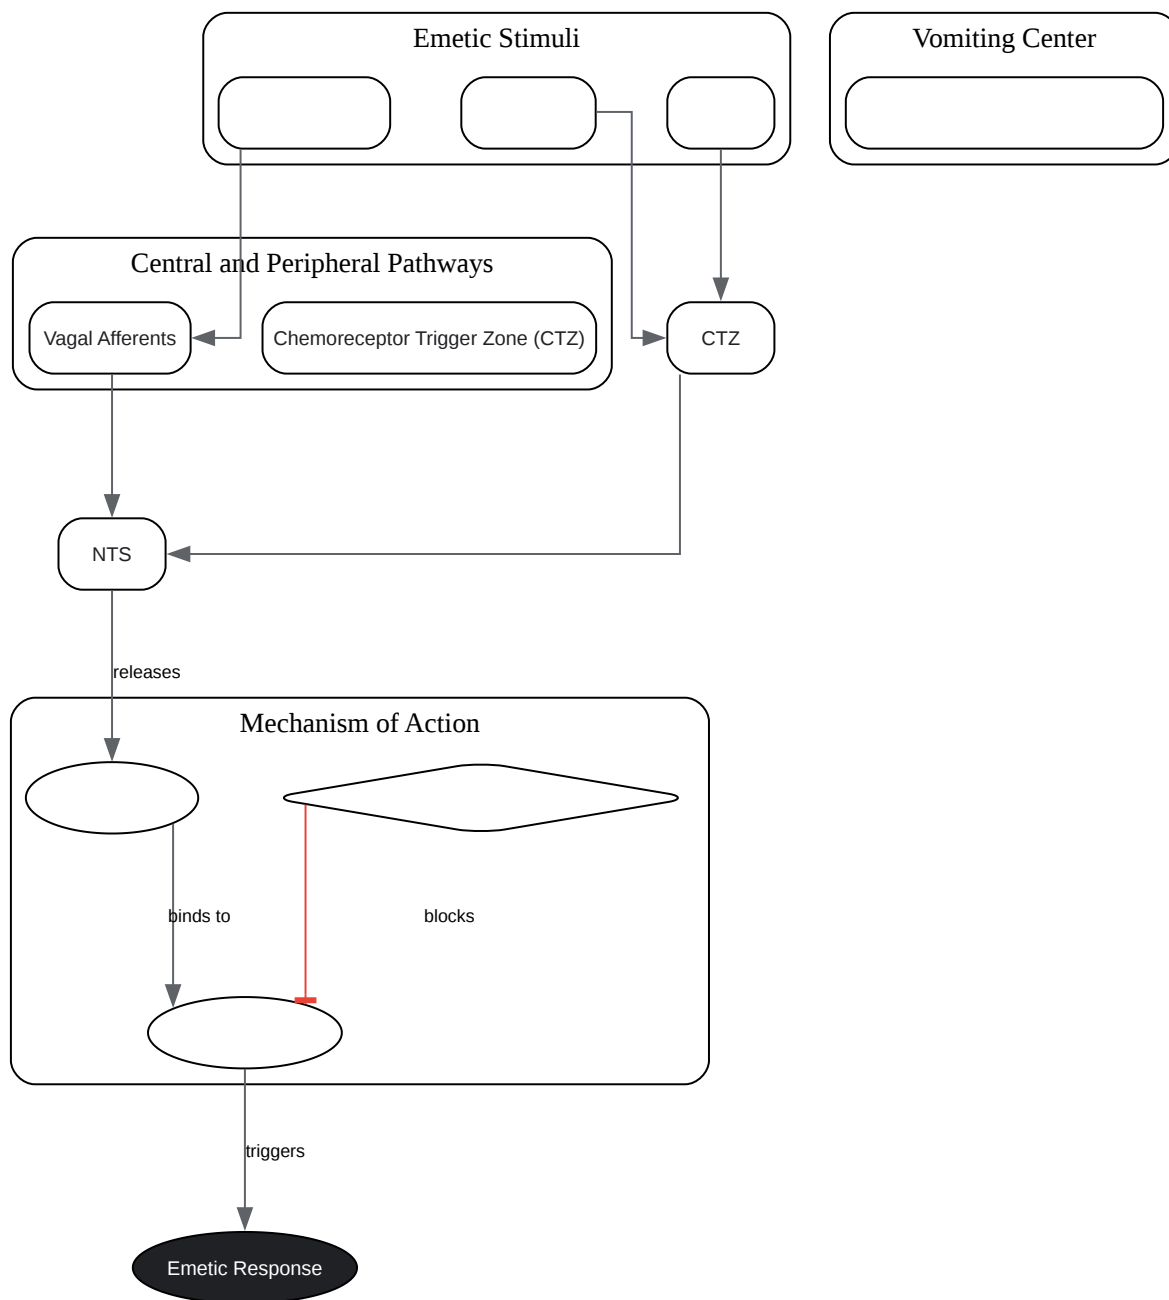 Emetic Stimuli
Vomiting Center
Central and Peripheral Pathways
Vagal Afferents
Chemoreceptor Trigger Zone (CTZ)
CTZ
NTS
releases
Mechanism of Action
binds to
blocks
triggers
Emetic Response